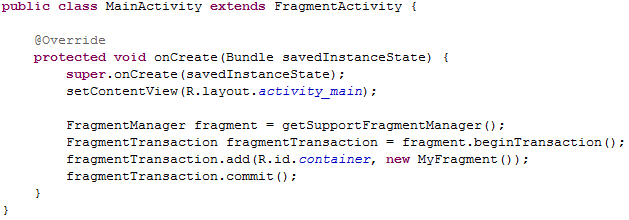 public class MainActivity extends FragmentActivity {
@Override
protected void onCreate(Bundle savedInstanceState) {
super.onCreate(savedInstanceState);
setContentView(R.layout.activity_main);
FragmentManager fragment = getSupportFragmentManager();
FragmentTransaction fragmentTransaction = fragment.beginTransaction();
fragmentTransaction.add(R.id.container, new MyFragment());
fragmentTransaction.commit();
}
}